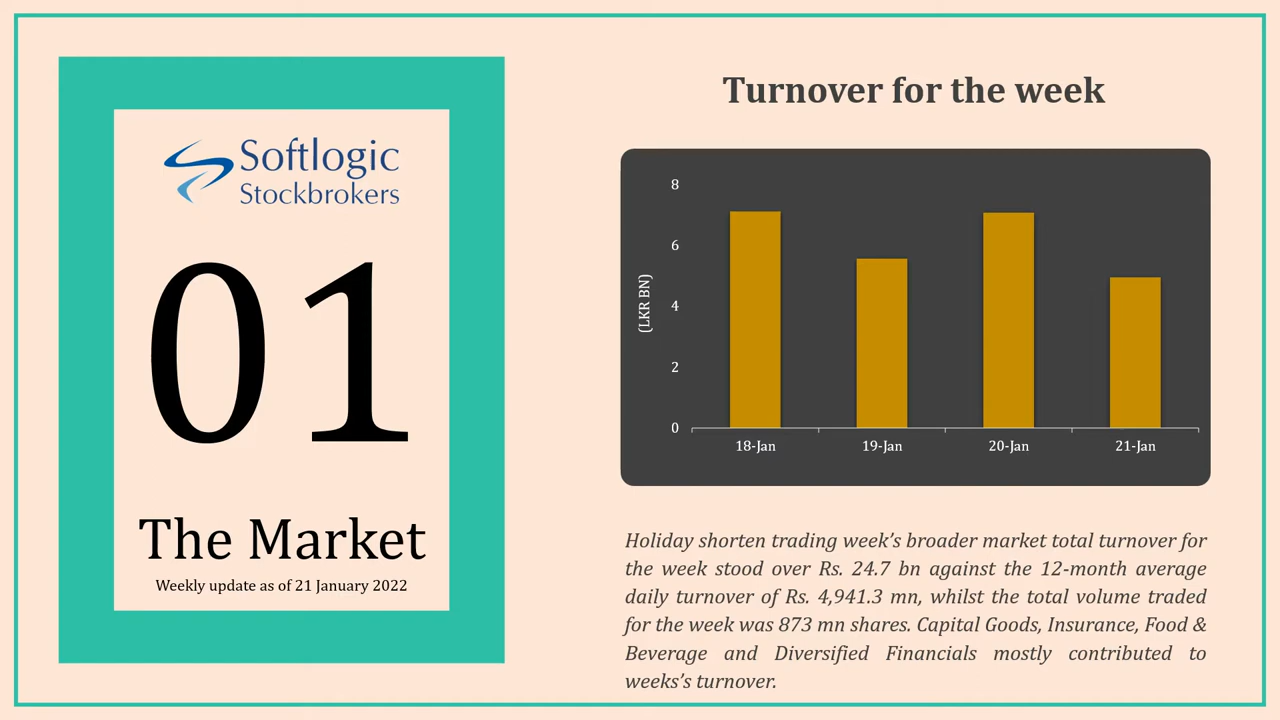 Softlogic
Stockbrokers
01
The Market
Weekly update as of 21 January 2022
Turnover for the week
8
6
4
2
0
(LKR BN)
18-Jan 19-Jan 20-Jan 21-Jan
Holiday shorten trading week's broader market total turnover for
the week stood over Rs. 24.7 bn against the 12-month average
daily turnover of Rs. 4,941.3 mn, whilst the total volume traded
for the week was 873 mn shares. Capital Goods, Insurance, Food &
Beverage and Diversified Financials mostly contributed to
weeks's turnover.